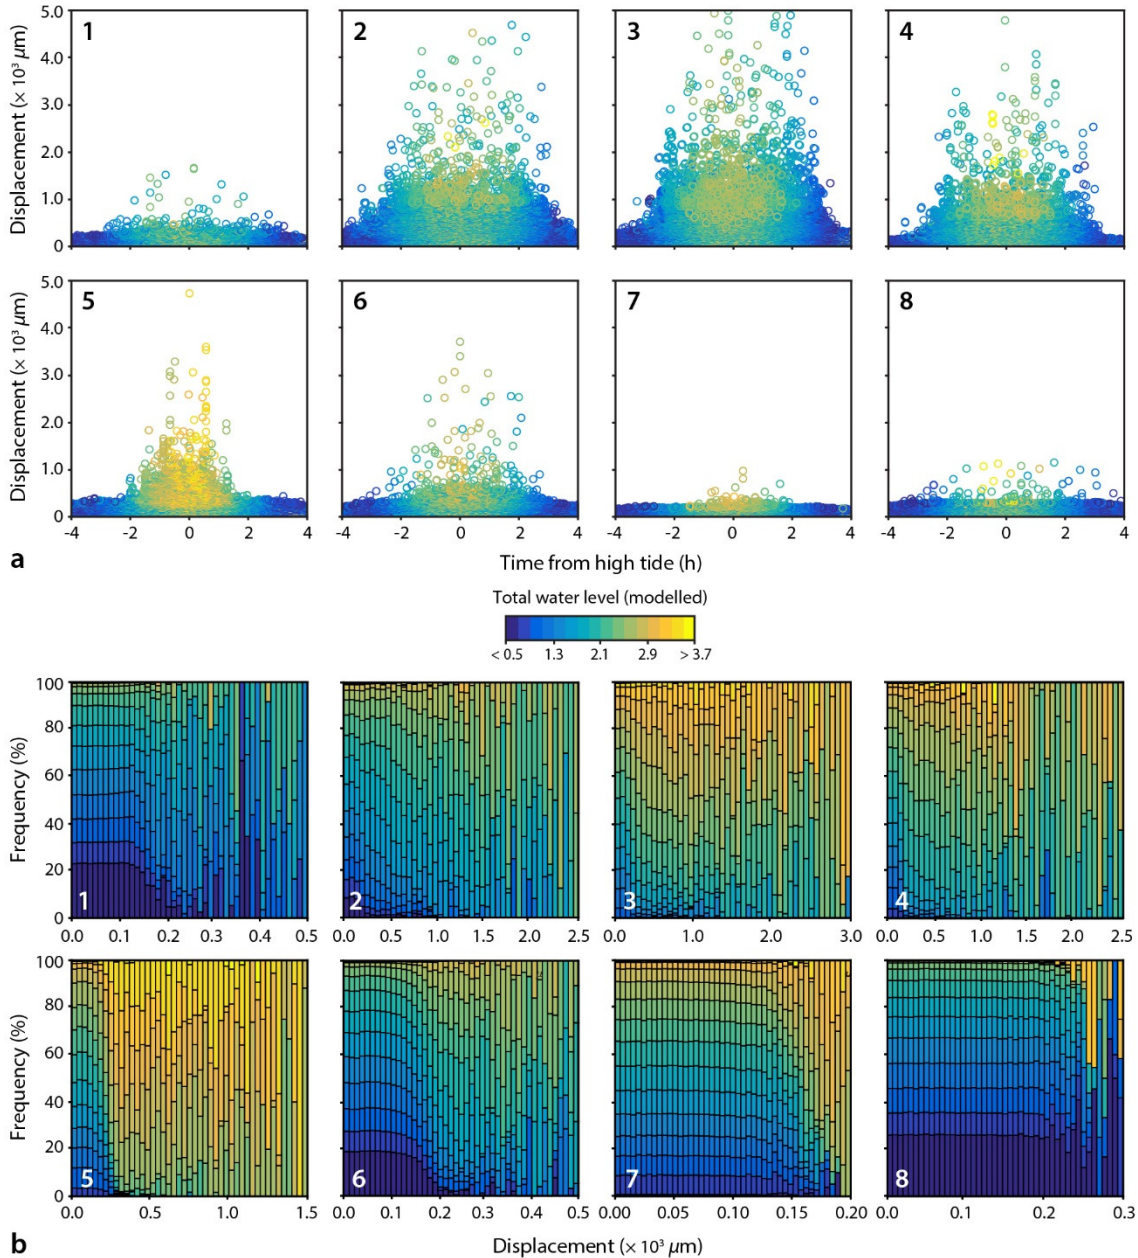 1 2 3 4
5.0 4.0 3.0 2.0 1.0 0
Displacement (× 10³ µm)
5 6 7 8
5.0 4.0 3.0 2.0 1.0 0
Displacement (× 10³ µm)
-4 -2 0 2 4 -4 -2 0 2 4 -4 -2 0 2 4 -4 -2 0 2 4
a
Time from high tide (h)
Total water level (modelled)
< 0.5 1.3 2.1 2.9 > 3.7
100 80 60 40 20 0
Frequency (%)
1 2 3 4
0.0 0.1 0.2 0.3 0.4 0.5 0.0 0.5 1.0 1.5 2.0 2.5 0.0 1.0 2.0 3.0 0.0 0.5 1.0 1.5 2.0 2.5
100 80 60 40 20 0
Frequency (%)
5 6 7 8
0.0 0.5 1.0 1.5 0.0 0.1 0.2 0.3 0.4 0.5 0.00 0.05 0.10 0.15 0.20 0.0 0.1 0.2 0.3
b
Displacement (× 10³ µm)